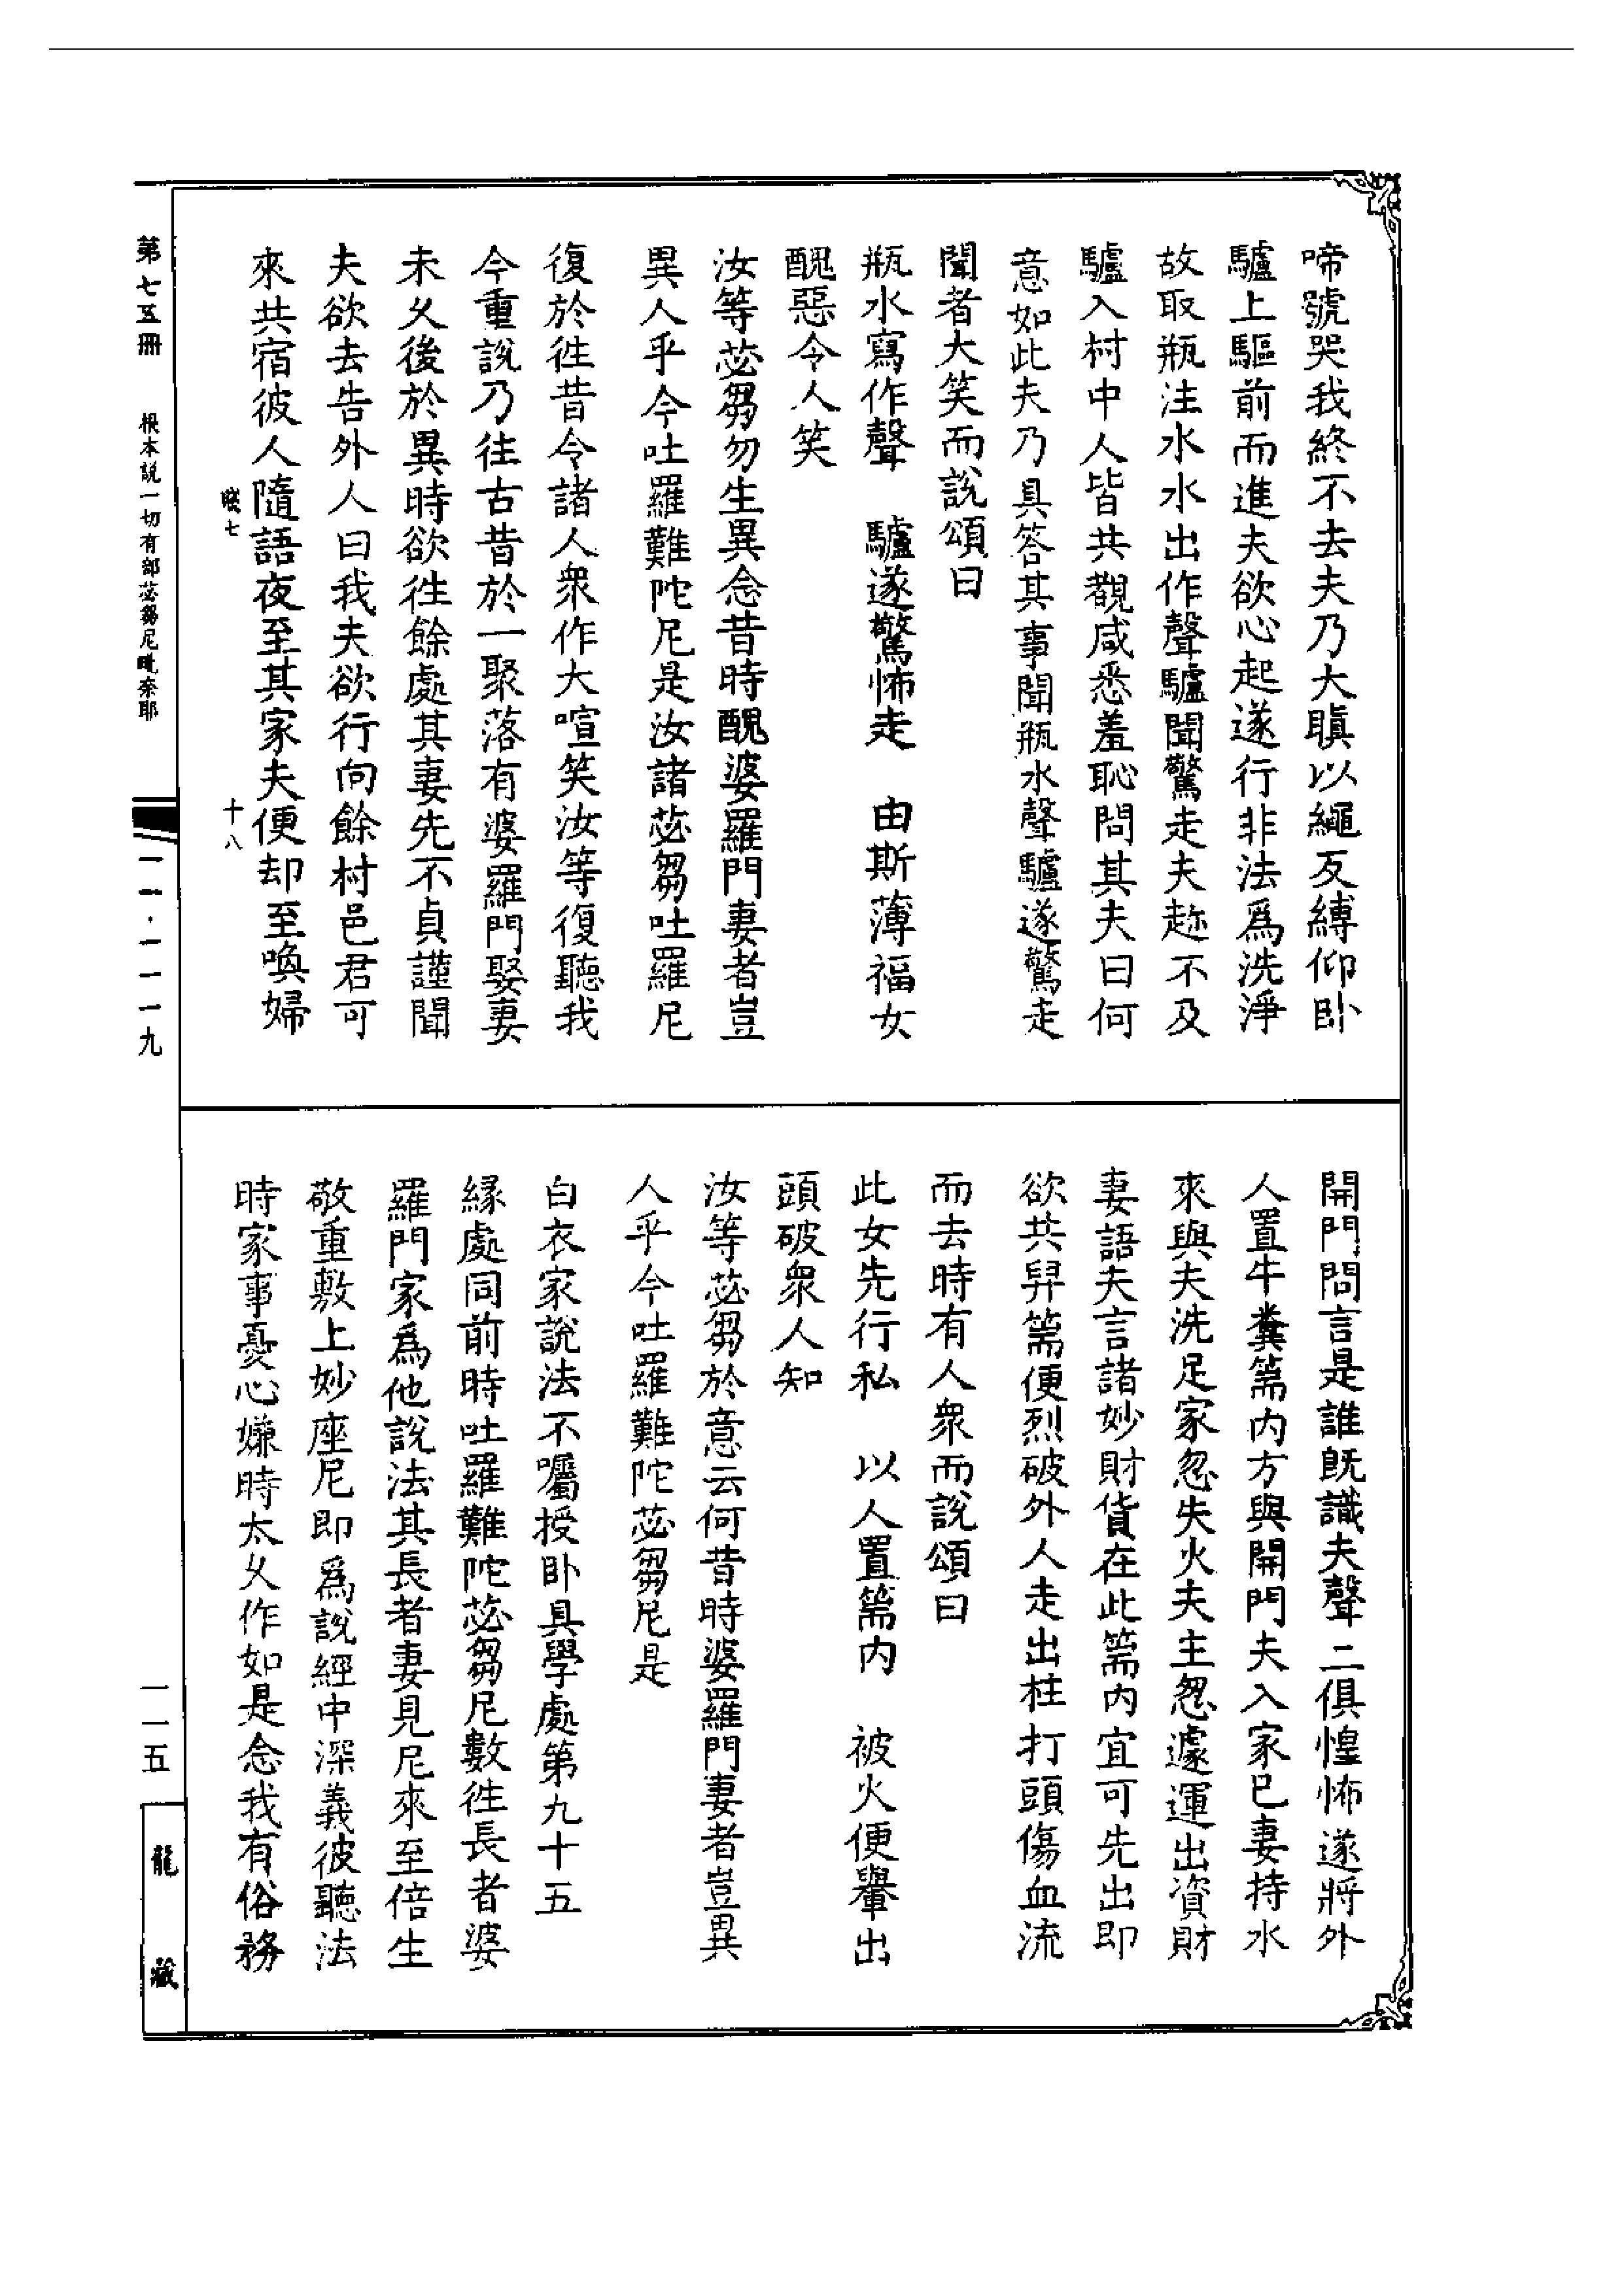 啼號哭我終不去夫乃大瞋以繩反縛仰卧
驢上驅前而進夫欲心起遂行非法爲洗淨
故取瓶注水水出作聲驢聞驚走夫趂不及
驢入村中人皆共觀咸悉羞恥問其夫曰何
意如此夫乃具答其事聞瓶水聲驢遂驚走
聞者大笑而說頌曰
瓶水寫作聲　驢遂驚怖走　由斯薄福女
醜惡令人笑
汝等苾芻勿生異念昔時醜婆羅門妻者豈
異人乎今吐羅難陀尼是汝諸苾芻吐羅尼
復於徃昔令諸人衆作大喧笑汝等復聽我
今重說乃往古昔於一聚落有婆羅門娶妻
未久後於異時欲徃餘處其妻先不貞謹聞
夫欲去告外人曰我夫欲行向餘村邑君可
來共宿彼人隨語夜至其家夫便却至喚婦
開門問言是誰旣識夫聲二俱惶怖遂將外
人置牛糞篅内方與開門夫入家已妻持水
來與夫洗足家忽失火夫主怱遽運出資財
妻語夫言諸妙財貨在此篅内宜可先出即
欲共舁篅便烈破外人走出柱打頭傷血流
而去時有人衆而說頌曰
此女先行私　以人置篅内　被火便轝出
頭破衆人知
汝等苾芻於意云何昔時婆羅門妻者豈異
人乎今吐羅難陀苾芻尼是
白衣家說法不囑授卧具學處第九十五
緣處同前時吐羅難陀苾芻尼數徃長者婆
羅門家爲他說法其長者妻見尼來至倍生
敬重敷上妙座尼即爲說經中深義彼聽法
時家事憂心嫌時太久作如是念我有俗務
第七五冊　根本説一切有部苾芻尼毗奈耶
七　十八
一一·一一一九
一一五
龍藏